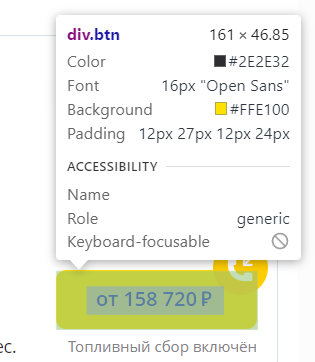 div.btn 161 × 46.85
Color #2E2E32
Font 16px "Open Sans"
Background #FFE100
Padding 12px 27px 12px 24px
ACCESSIBILITY
Name
Role generic
Keyboard-focusable
от 158 720 ₽
ес. Топливный сбор включён